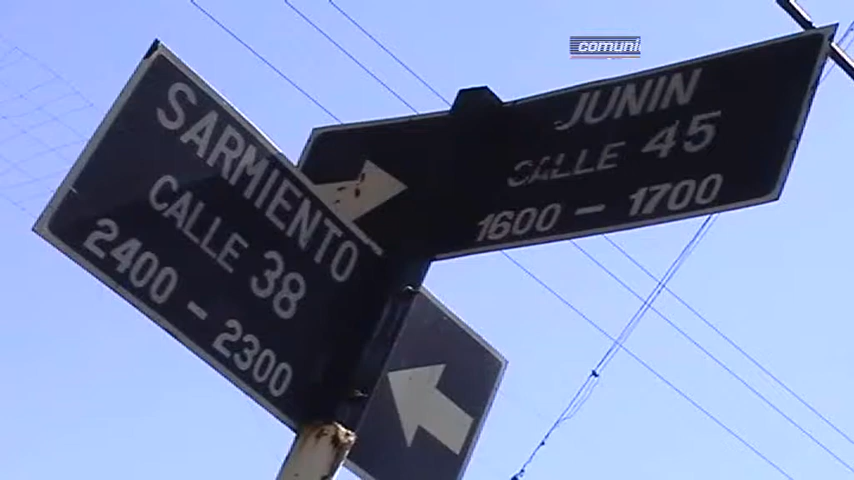 comuni
JUNIN
CALLE 45
1600 - 1700
SARMIENTO
CALLE 38
2400 - 2300